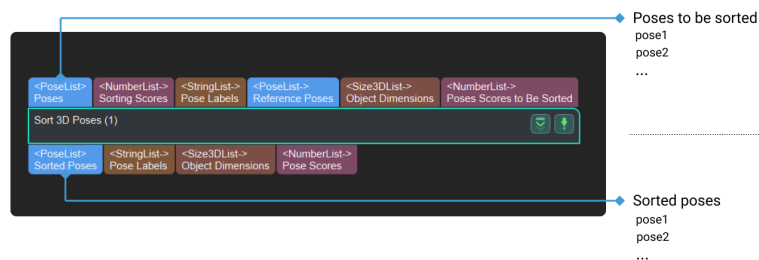 Poses to be sorted
pose1
pose2
...
<PoseList> <NumberList-> <StringList-> <PoseList-> <Size3DList-> <NumberList->
Poses Sorting Scores Pose Labels Reference Poses Object Dimensions Poses Scores to Be Sorted
Sort 3D Poses (1)
<PoseList> <StringList-> <Size3DList-> <NumberList->
Sorted Poses Pose Labels Object Dimensions Pose Scores
Sorted poses
pose1
pose2
...